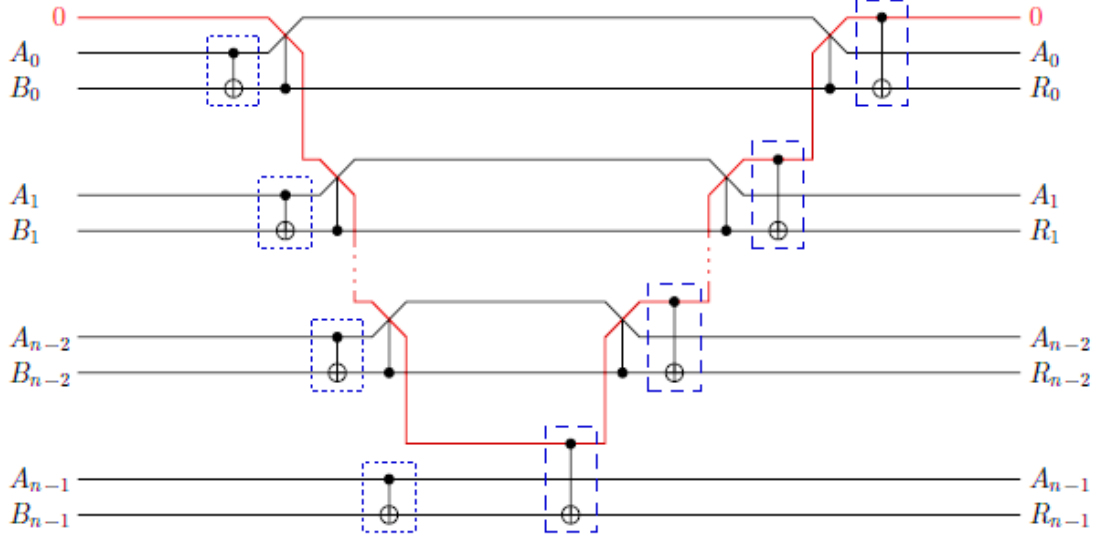 0 0
A₀ A₀
B₀ R₀
A₁ A₁
B₁ R₁
Aₙ₋₂ Aₙ₋₂
Bₙ₋₂ Rₙ₋₂
Aₙ₋₁ Aₙ₋₁
Bₙ₋₁ Rₙ₋₁